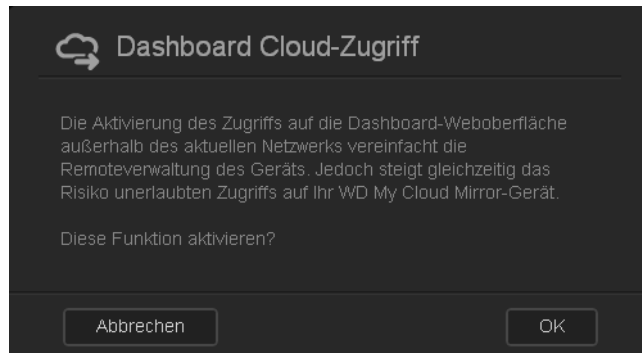 Dashboard Cloud-Zugriff
Die Aktivierung des Zugriffs auf die Dashboard-Weboberfläche
außerhalb des aktuellen Netzwerks vereinfacht die
Remoteverwaltung des Geräts. Jedoch steigt gleichzeitig das
Risiko unerlaubten Zugriffs auf Ihr WD My Cloud Mirror-Gerät.
Diese Funktion aktivieren?
Abbrechen
OK